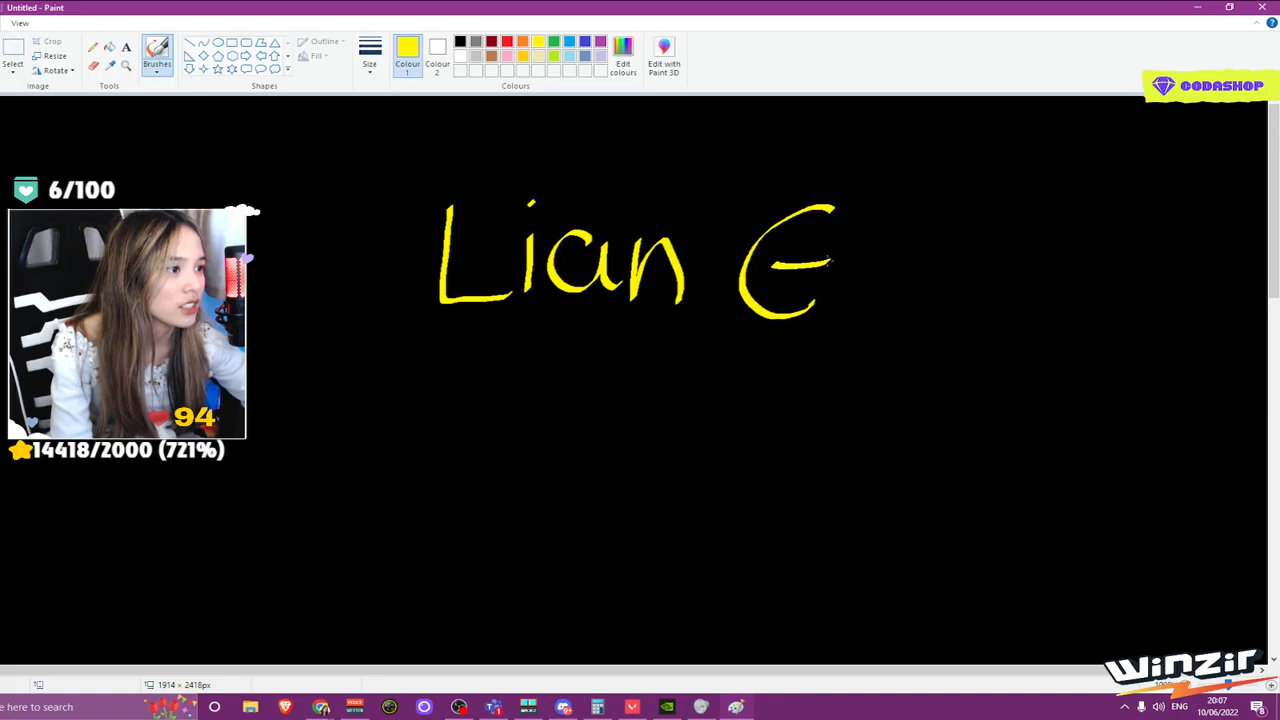 Untitled - Paint
View
Select
Crop
Resize
Rotate
Image
Tools
Brushes
Shapes
Outline
Fill
Size
Colour 1
Colour 2
Edit colours
Edit with Paint 3D
Colours
CODASHOP
6/100
Lian E
94
14418/2000 (721%)
WINZIR
1914 × 2418px
100%
here to search
ENG
20:07
10/06/2022